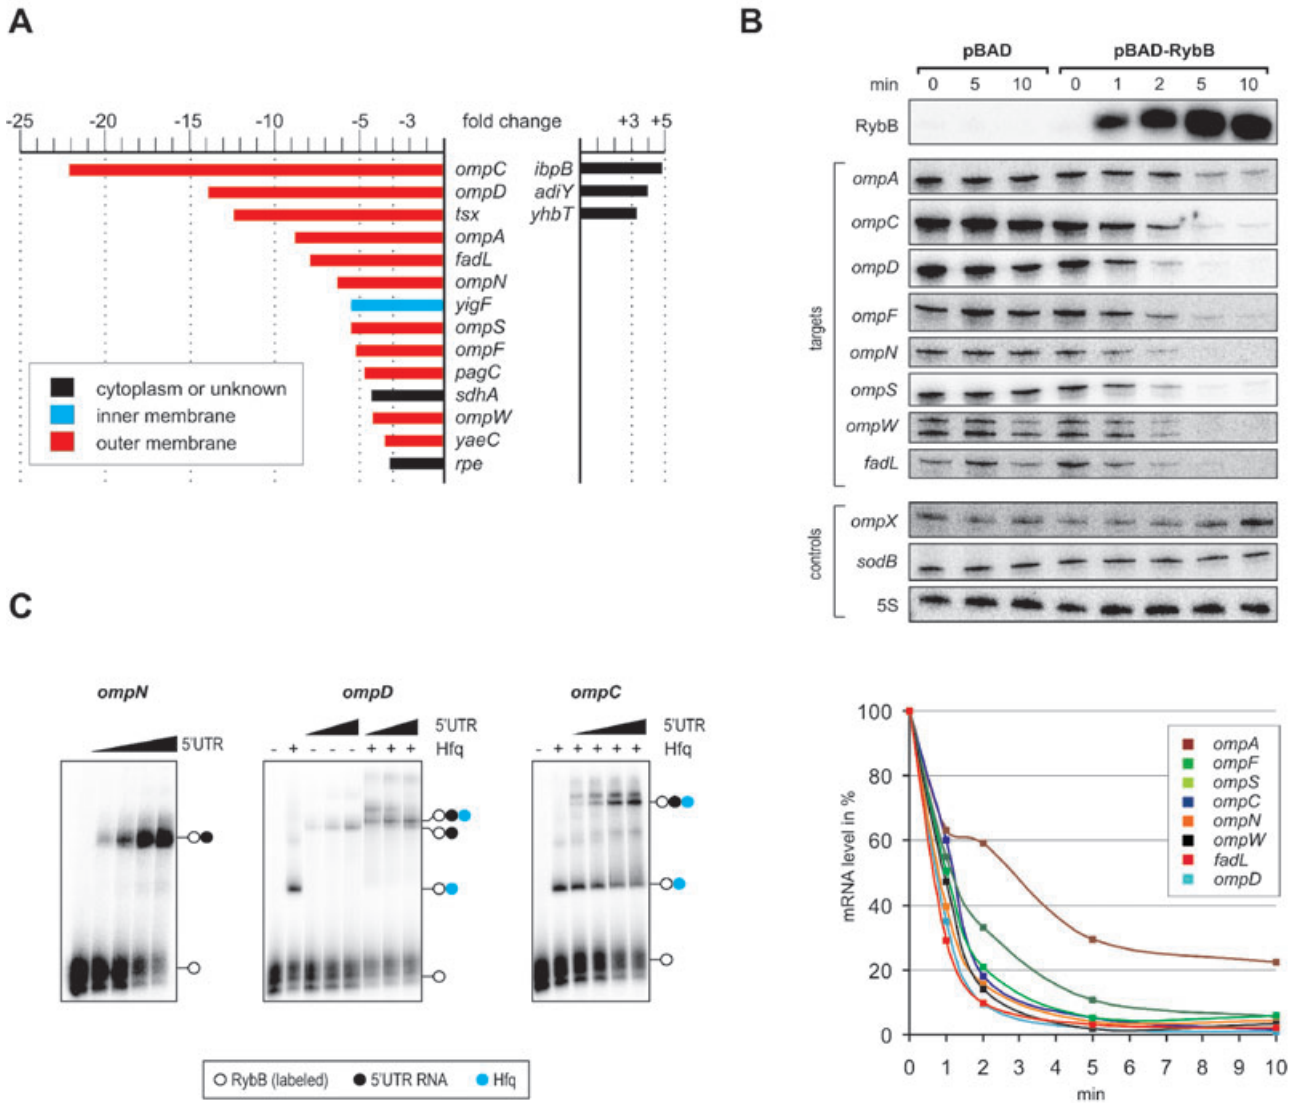 A
-25 -20 -15 -10 -5 -3 fold change +3 +5
ompC ibpB
ompD adiY
tsx yhbT
ompA
fadL
ompN
yigF
ompS
ompF
pagC
sdhA
ompW
yaeC
rpe
cytoplasm or unknown
inner membrane
outer membrane
B
pBAD pBAD-RybB
min 0 5 10 0 1 2 5 10
RybB
targets
ompA
ompC
ompD
ompF
ompN
ompS
ompW
fadL
controls
ompX
sodB
5S
C
ompN
5'UTR
ompD
5'UTR
- + - - - + + + Hfq
ompC
5'UTR
- + + + + + Hfq
RybB (labeled) 5'UTR RNA Hfq
mRNA level in %
100
80
60
40
20
0
0 1 2 3 4 5 6 7 8 9 10
min
ompA
ompF
ompS
ompC
ompN
ompW
fadL
ompD